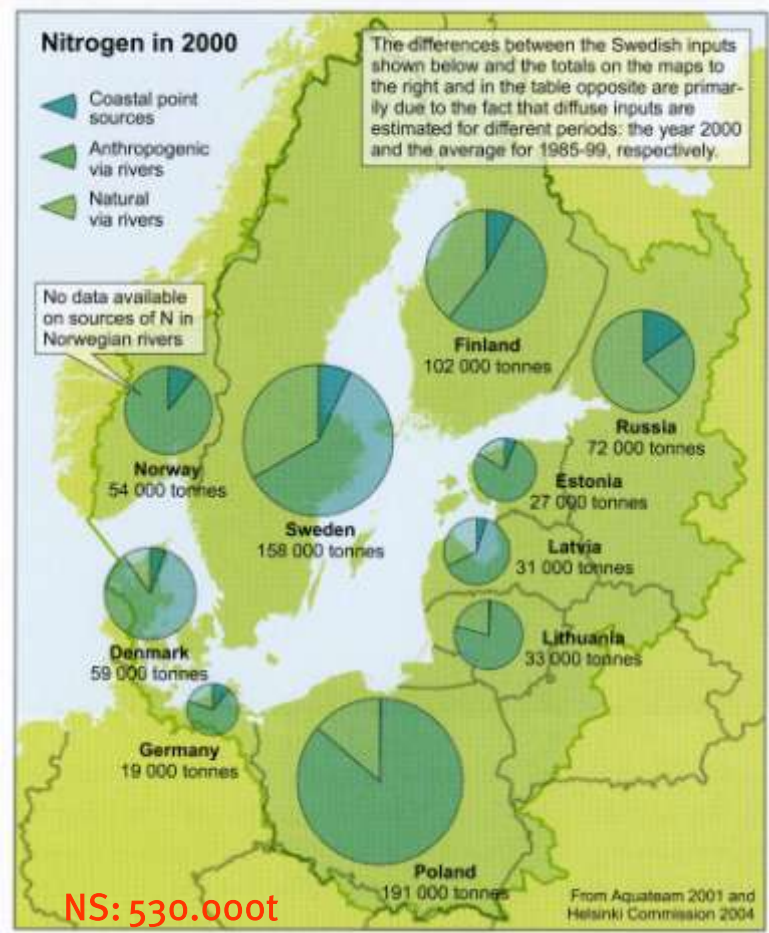 Nitrogen in 2000
Coastal point
sources
Anthropogenic
via rivers
Natural
via rivers
The differences between the Swedish inputs
shown below and the totals on the maps to
the right and in the table opposite are primar-
ily due to the fact that diffuse inputs are
estimated for different periods: the year 2000
and the average for 1985-99, respectively.
No data available
on sources of N in
Norwegian rivers
Finland
102 000 tonnes
Russia
72 000 tonnes
Norway
54 000 tonnes
Sweden
158 000 tonnes
Estonia
27 000 tonnes
Latvia
31 000 tonnes
Lithuania
33 000 tonnes
Denmark
59 000 tonnes
Germany
19 000 tonnes
Poland
191 000 tonnes
NS: 530.000t
From Aquateam 2001 and
Helsinki Commission 2004